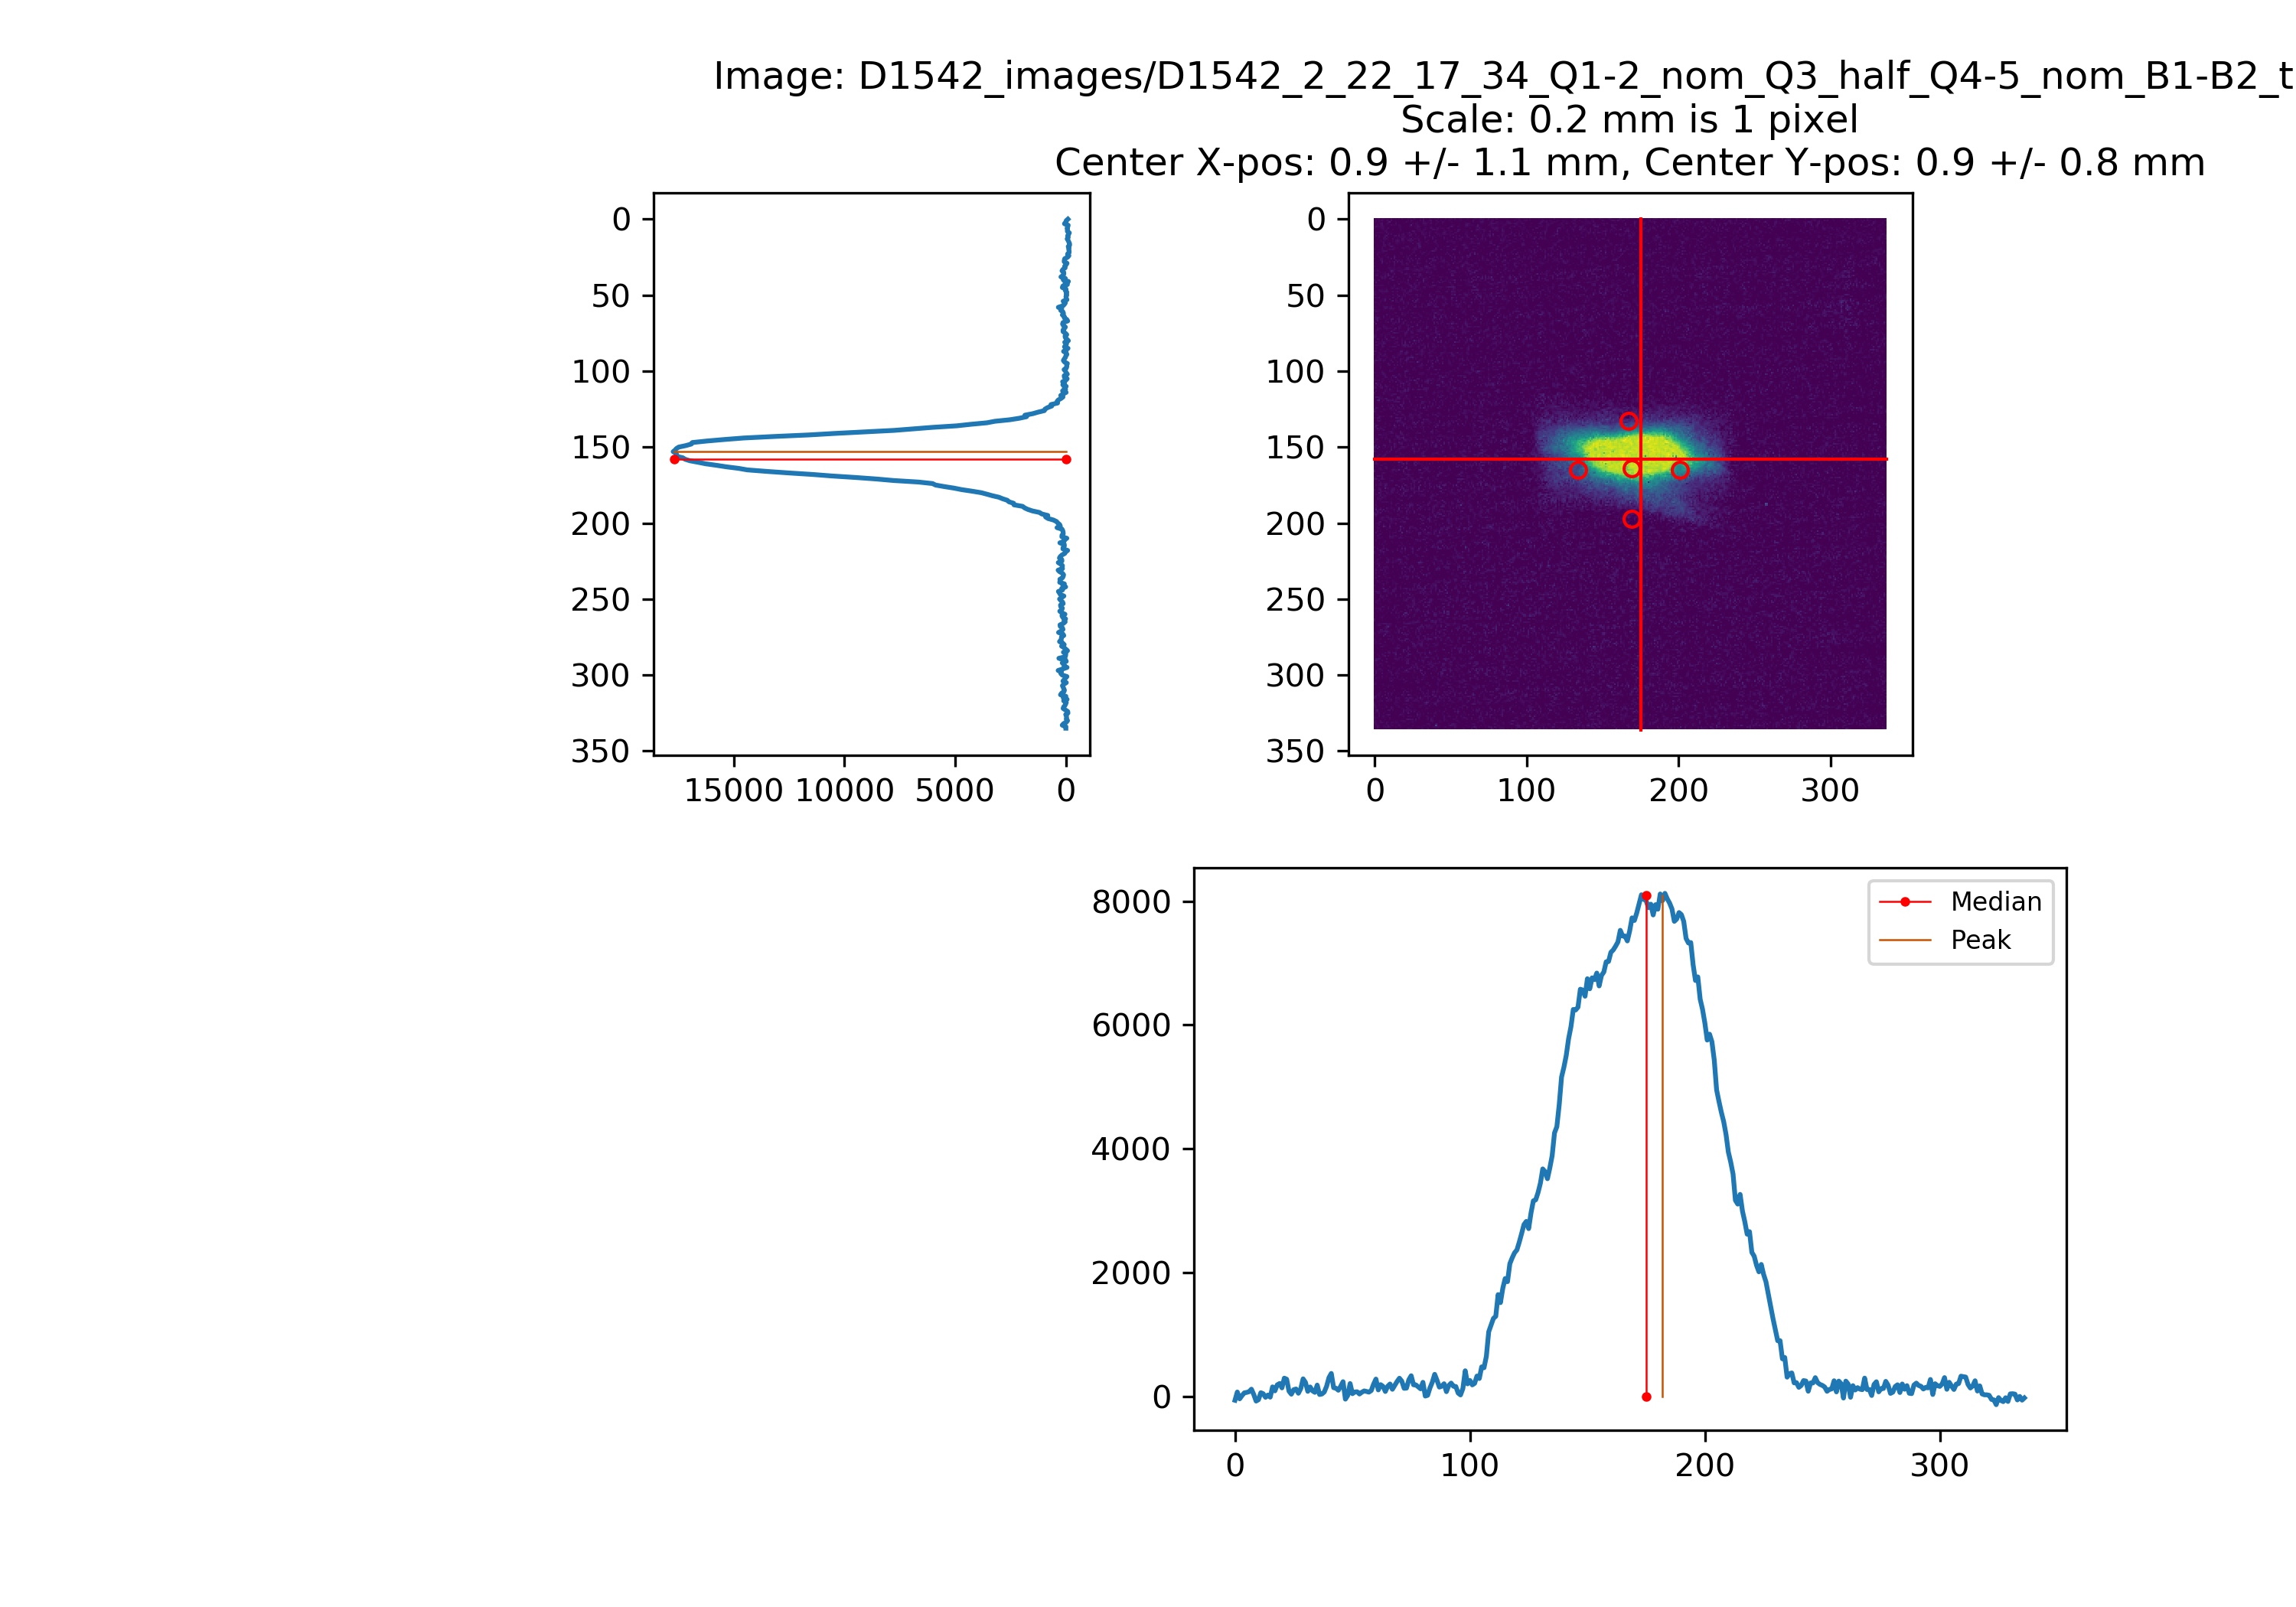 Image: D1542_images/D1542_2_22_17_34_Q1-2_nom_Q3_half_Q4-5_nom_B1-B2_t
Scale: 0.2 mm is 1 pixel
Center X-pos: 0.9 +/- 1.1 mm, Center Y-pos: 0.9 +/- 0.8 mm
0
50
100
150
200
250
300
350
15000 10000 5000 0
0
50
100
150
200
250
300
350
0 100 200 300
8000
6000
4000
2000
0
0 100 200 300
Median
Peak